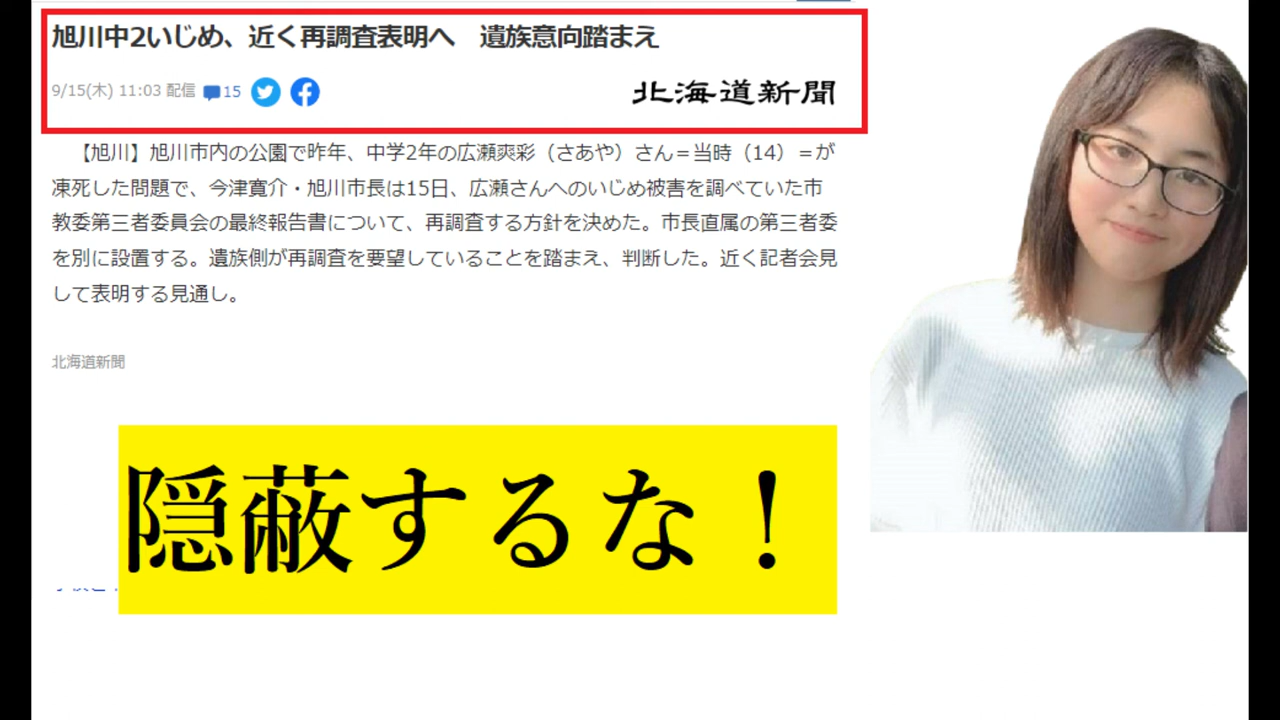 旭川中2いじめ、近く再調査表明へ　遺族意向踏まえ
9/15(木) 11:03 配信 15
北海道新聞
【旭川】旭川市内の公園で昨年、中学2年の広瀬爽彩（さあや）さん＝当時（14）＝が
凍死した問題で、今津寛介・旭川市長は15日、広瀬さんへのいじめ被害を調べていた市
教委第三者委員会の最終報告書について、再調査する方針を決めた。市長直属の第三者委
を別に設置する。遺族側が再調査を要望していることを踏まえ、判断した。近く記者会見
して表明する見通し。
北海道新聞
隠蔽するな！